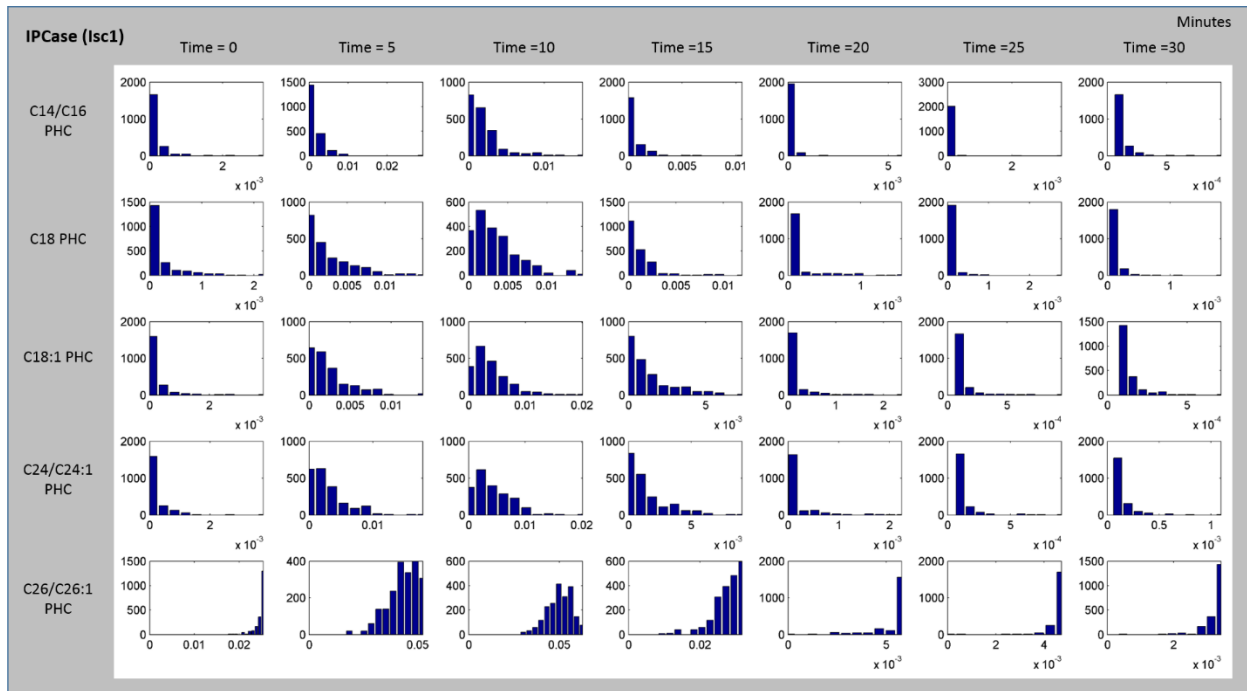 Minutes
IPCase (Isc1)
Time = 0 Time = 5 Time =10 Time =15 Time =20 Time =25 Time =30
2000 1500 1000 2000 2000 3000 2000
C14/C16
PHC
1000 1000 500 500 1000 1000 2000 1000 1000
0 0 0 0 0 0 0
0 2 0 0.01 0.02 0 0.01 0 0.005 0.01 0 5 0 2 0 5
x 10-3 x 10-3 x 10-3 x 10-4
1500 1000 600 1500 2000 2000 2000
C18 PHC
1000 500 500 400 200 1000 500 1000 1000 1000
0 0 0 0 0 0 0
0 1 2 0 0.005 0.01 0 0.005 0.01 0 0.005 0.01 0 1 0 1 2 0 1
x 10-3 x 10-3 x 10-3 x 10-3
2000 1000 1000 1000 2000 2000 1500
C18:1 PHC
1000 500 500 500 1000 1000 1000 500
0 0 0 0 0 0 0
0 2 0 0.005 0.01 0 0.01 0.02 0 5 0 1 2 0 5 0 5
x 10-3 x 10-3 x 10-3 x 10-4 x 10-4
2000 1000 1000 1000 2000 2000 2000
C24/C24:1
PHC
1000 500 500 500 1000 1000 1000
0 0 0 0 0 0 0
0 2 0 0.01 0 0.01 0.02 0 5 0 1 2 0 5 0 0.5 1
x 10-3 x 10-3 x 10-3 x 10-4 x 10-3
1500 400 600 600 2000 2000 1500
C26/C26:1
PHC
1000 500 200 400 200 400 200 1000 1000 1000 500
0 0 0 0 0 0 0
0 0.01 0.02 0 0.05 0 0.05 0 0.02 0 5 0 2 4 0 2
x 10-3 x 10-3 x 10-3